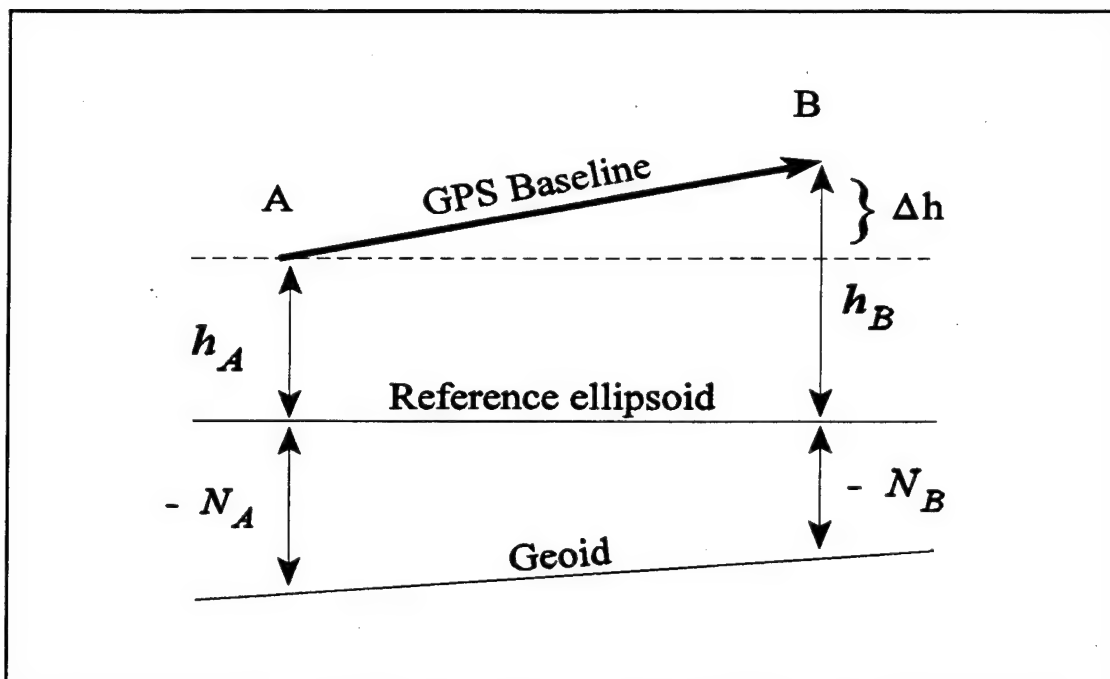 B
GPS Baseline
A
} Δh
h_B
h_A
Reference ellipsoid
- N_A
- N_B
Geoid